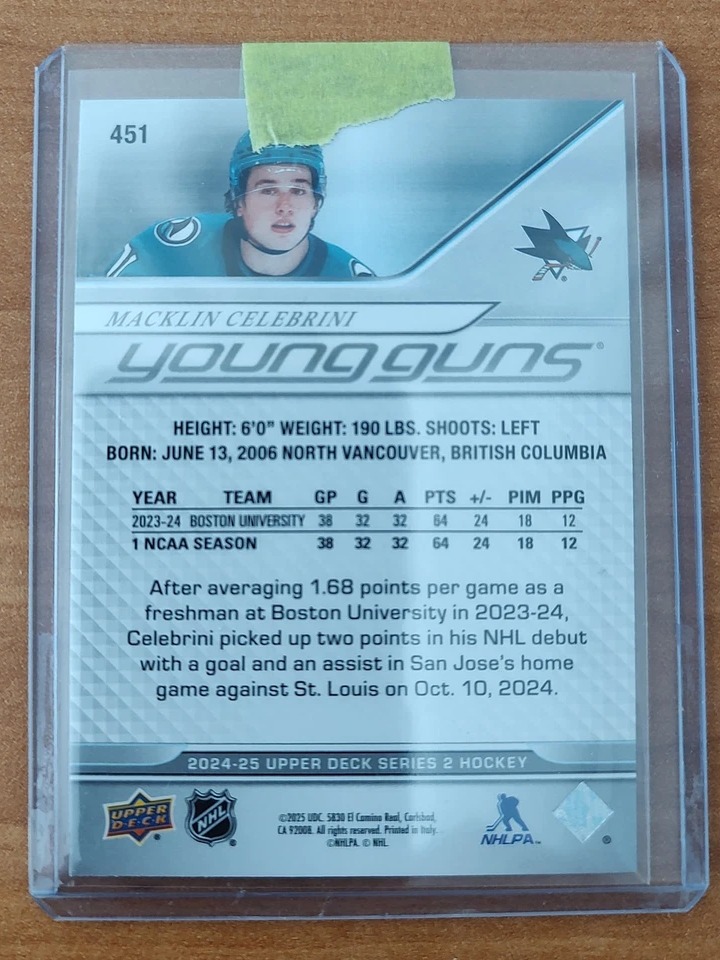 451
MACKLIN CELEBRINI
young guns®
HEIGHT: 6'0" WEIGHT: 190 LBS. SHOOTS: LEFT
BORN: JUNE 13, 2006 NORTH VANCOUVER, BRITISH COLUMBIA
YEAR TEAM GP G A PTS +/- PIM PPG
2023-24 BOSTON UNIVERSITY 38 32 32 64 24 18 12
1 NCAA SEASON 38 32 32 64 24 18 12
After averaging 1.68 points per game as a
freshman at Boston University in 2023-24,
Celebrini picked up two points in his NHL debut
with a goal and an assist in San Jose's home
game against St. Louis on Oct. 10, 2024.
2024-25 UPPER DECK SERIES 2 HOCKEY
UPPER
DECK
NHL
©2025 UDC. 5830 El Camino Real, Carlsbad,
CA 92008. All rights reserved. Printed in Italy.
©NHLPA. © NHL.
NHLPA™
®